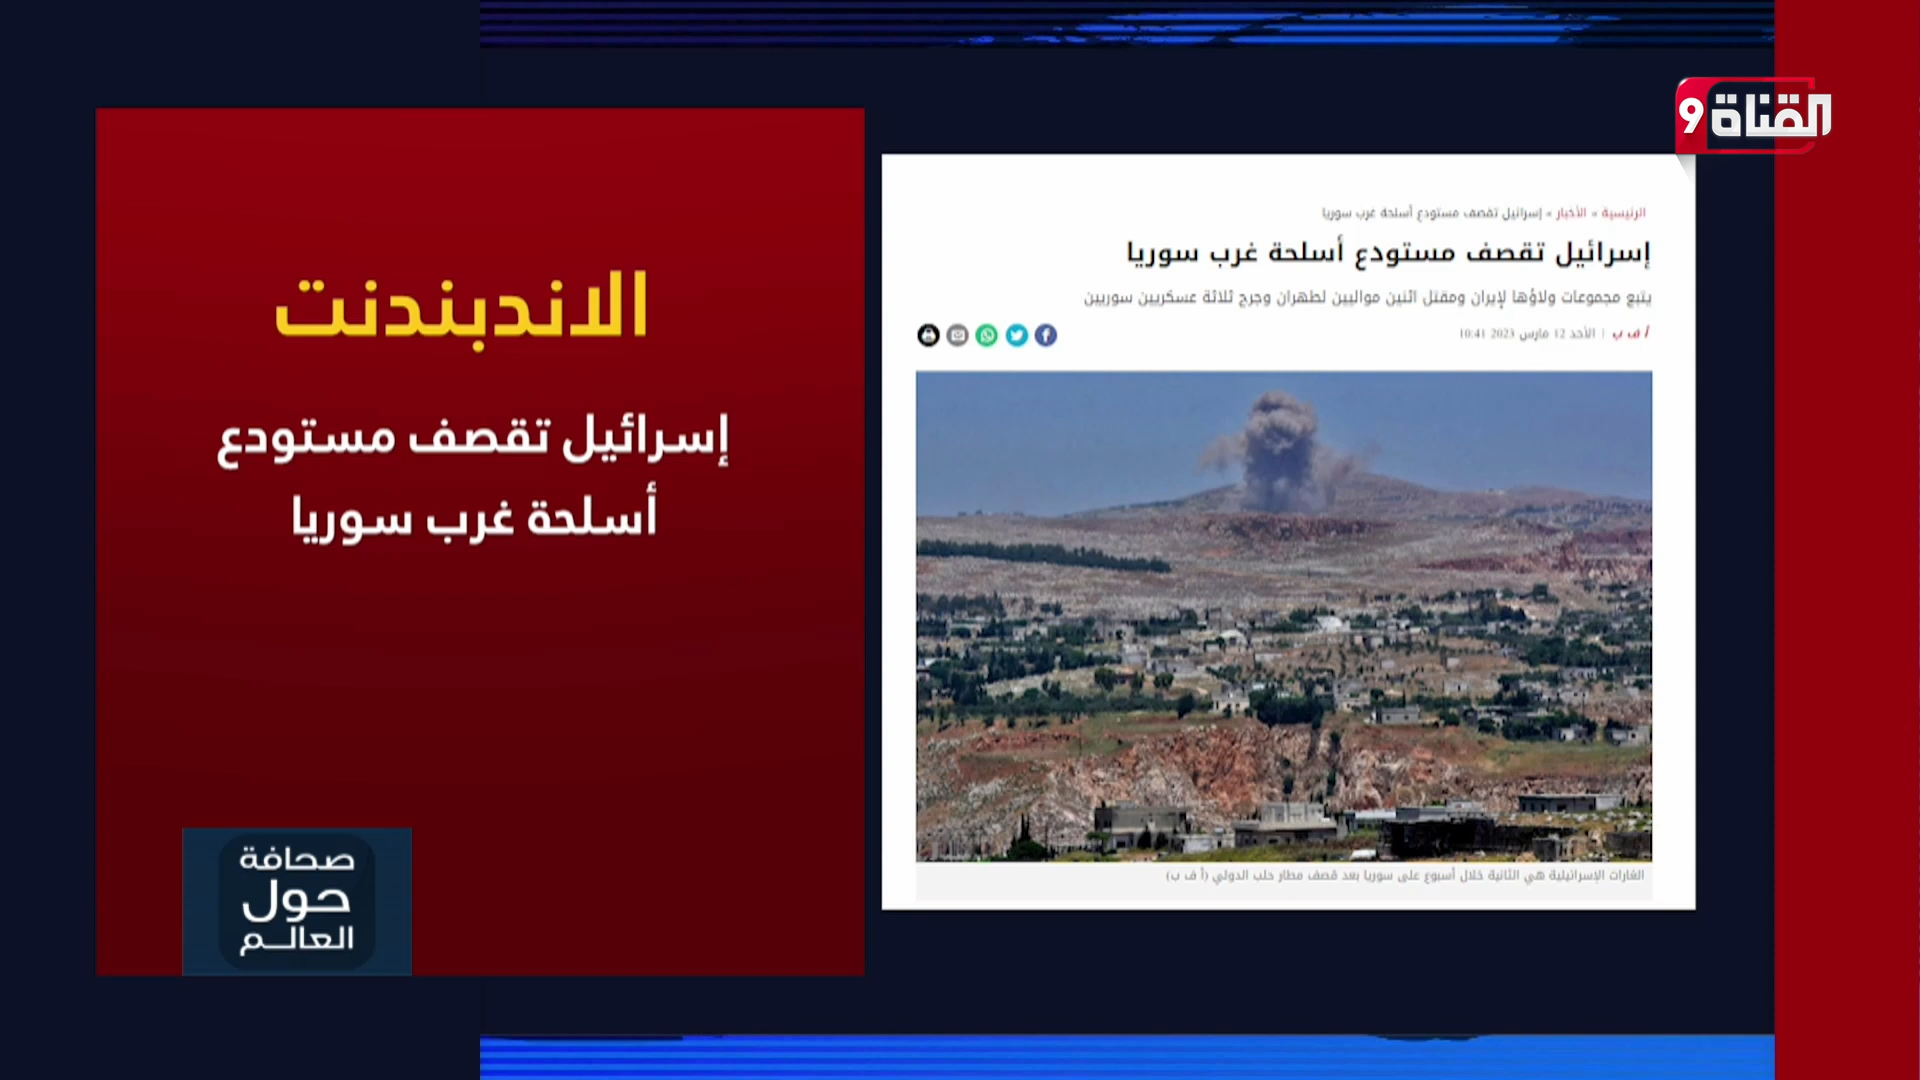 القناة 9
الاندبندنت
إسرائيل تقصف مستودع
أسلحة غرب سوريا
صحافة
حول
العالم
الرئيسية » الأخبار » إسرائيل تقصف مستودع أسلحة غرب سوريا
إسرائيل تقصف مستودع أسلحة غرب سوريا
يتبع مجموعات ولاؤها لإيران ومقتل اثنين مواليين لطهران وجرح ثلاثة عسكريين سوريين
أ ف ب | الأحد 12 مارس 2023 10:41
الغارات الإسرائيلية هي الثانية خلال أسبوع على سوريا بعد قصف مطار حلب الدولي (أ ف ب)